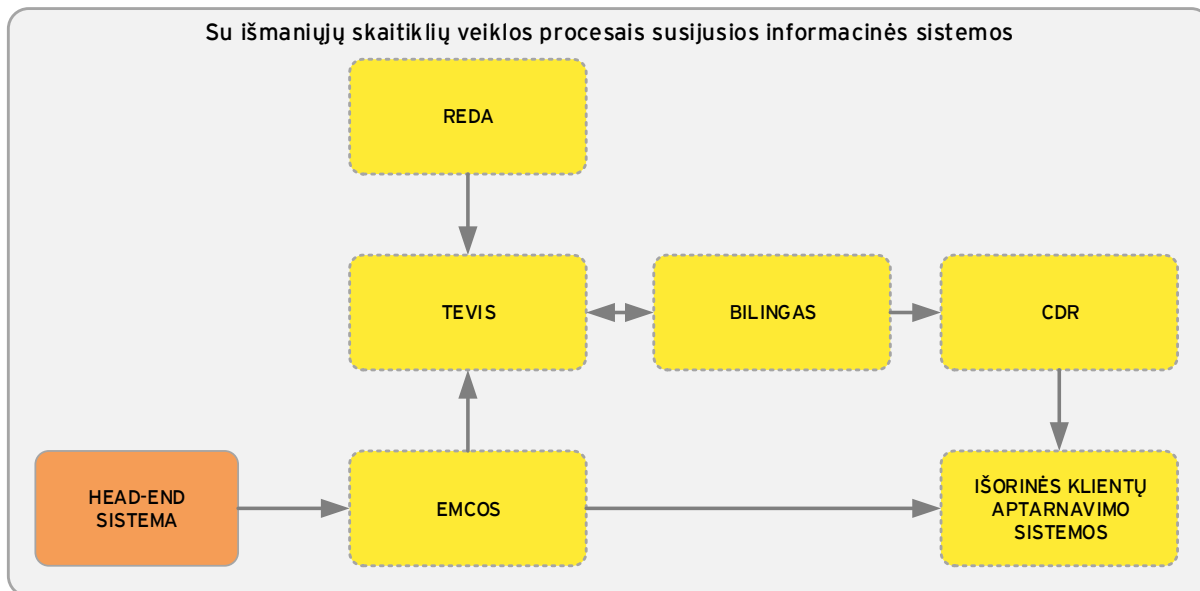 Su išmaniųjų skaitiklių veiklos procesais susijusios informacinės sistemos
REDA
TEVIS
BILINGAS
CDR
HEAD-END
SISTEMA
EMCOS
IŠORINĖS KLIENTŲ
APTARNAVIMO
SISTEMOS